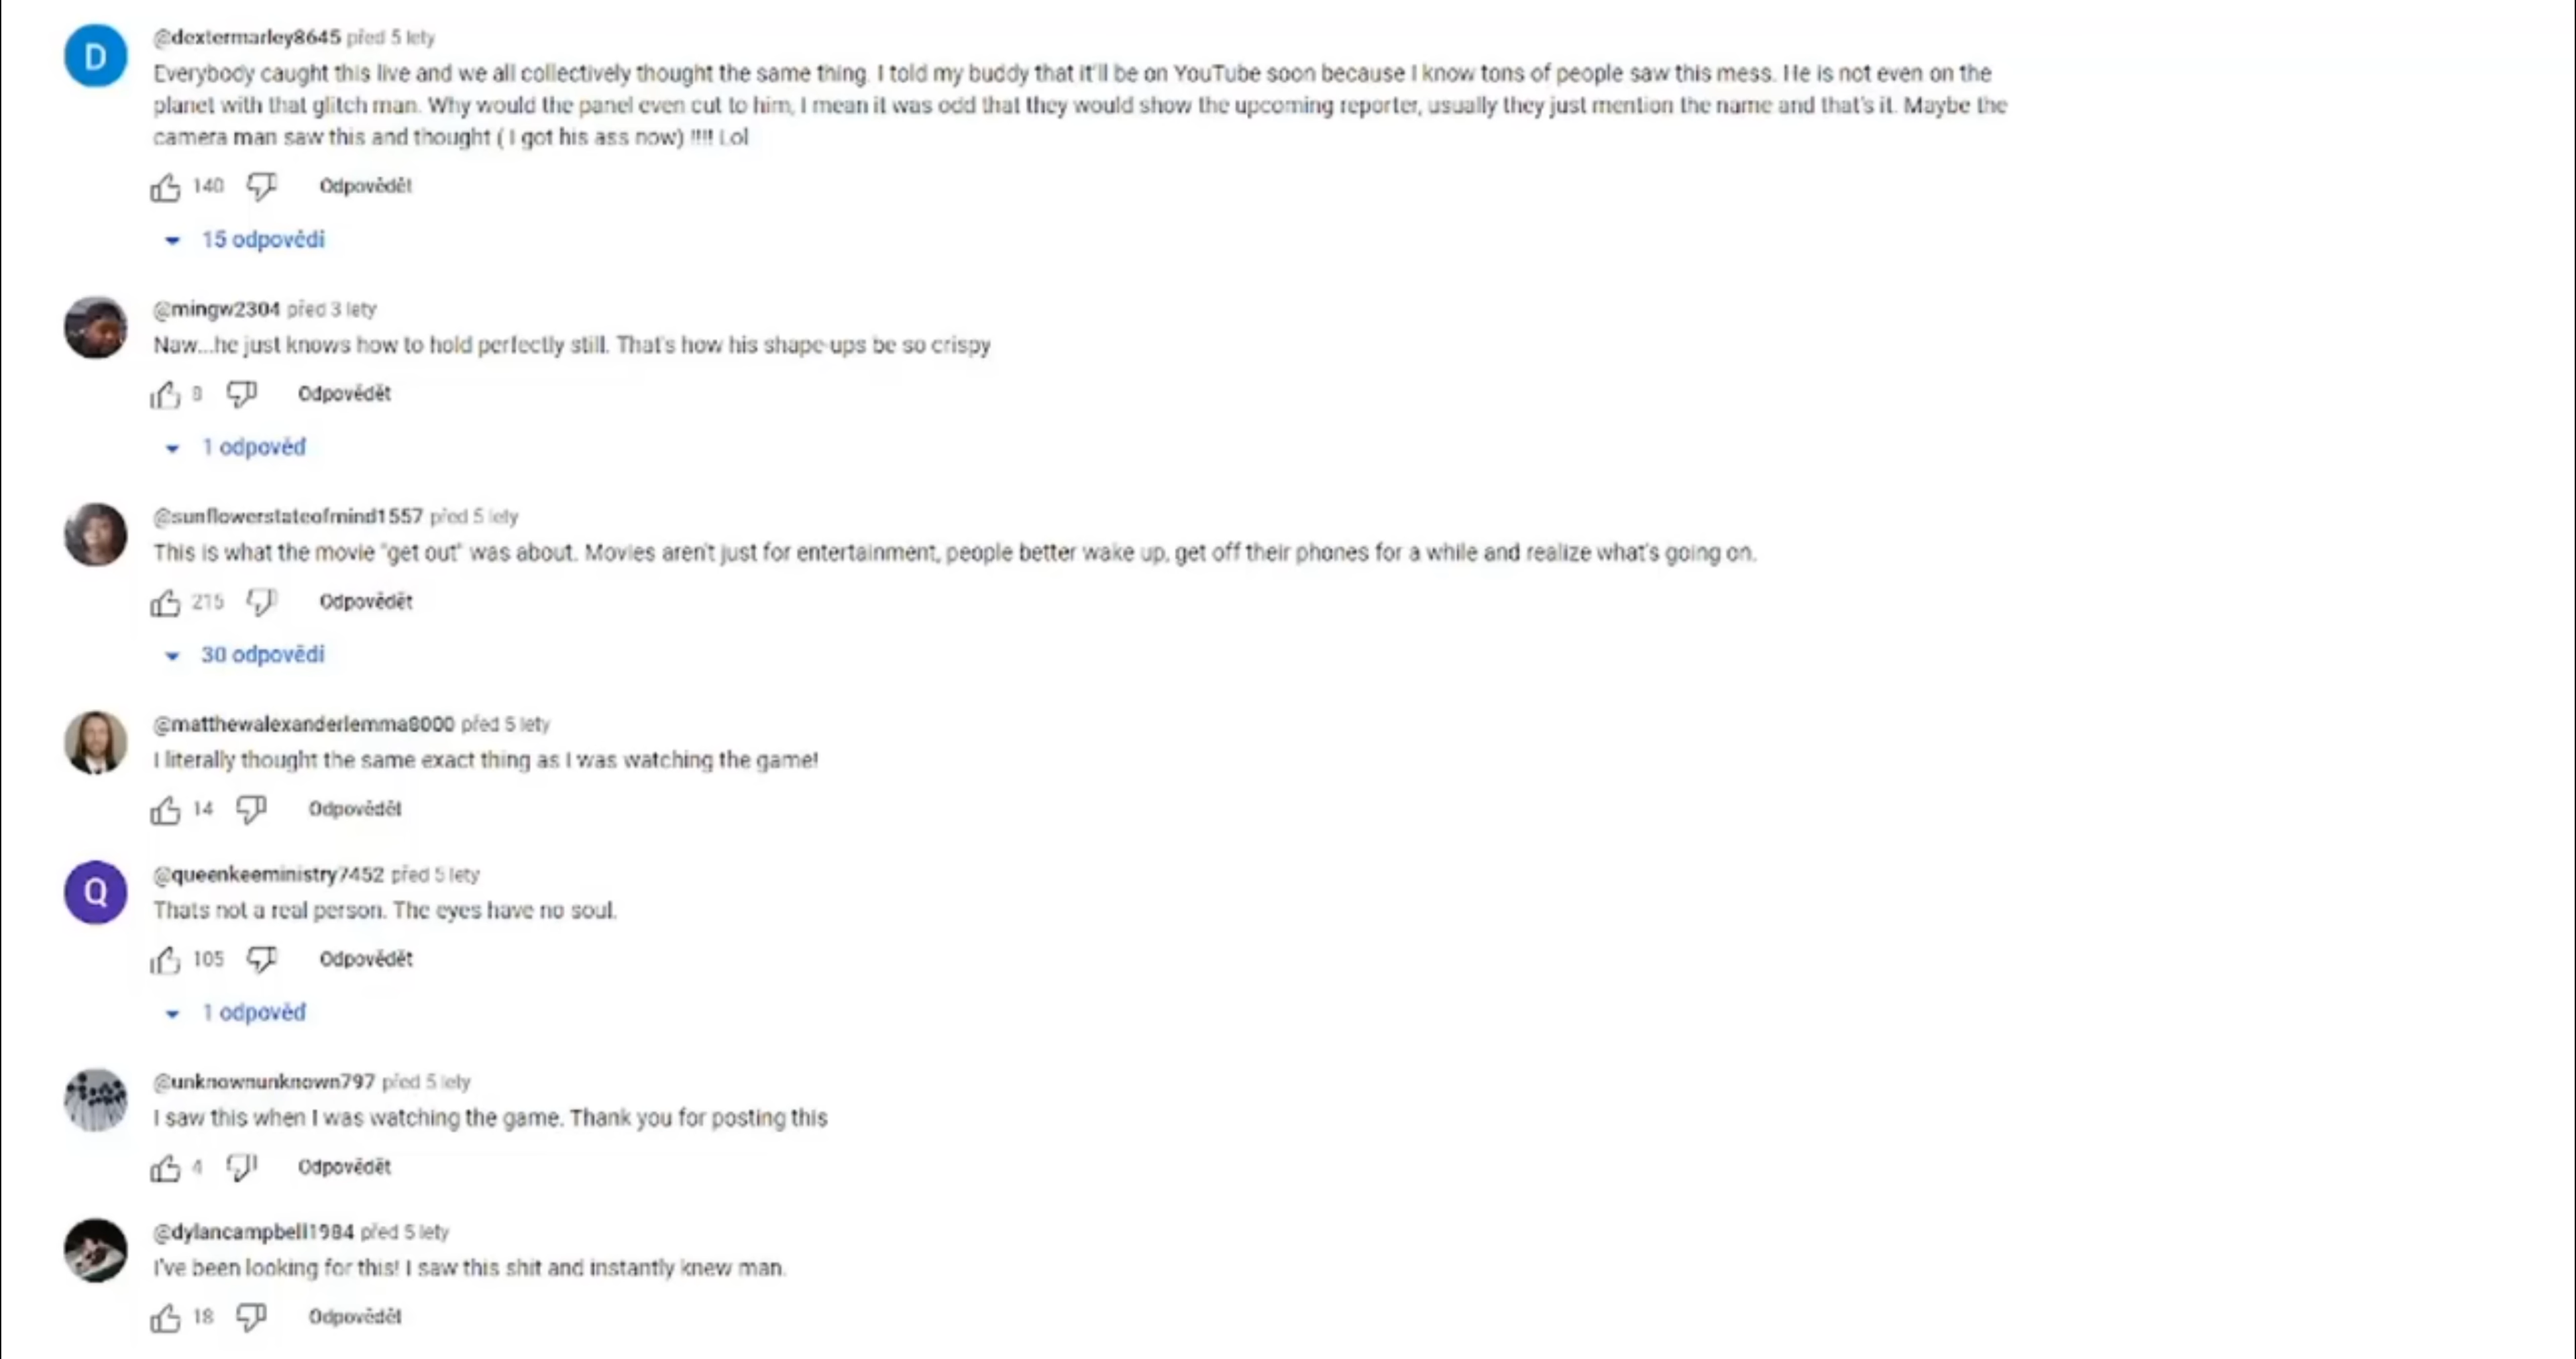 D
@dextermarley8645 před 5 lety
Everybody caught this live and we all collectively thought the same thing. I told my buddy that it'll be on YouTube soon because I know tons of people saw this mess. He is not even on the
planet with that glitch man. Why would the panel even cut to him, I mean it was odd that they would show the upcoming reporter, usually they just mention the name and that's it. Maybe the
camera man saw this and thought ( I got his ass now) !!!! Lol
140 Odpovědět
15 odpovědí
@mingw2304 před 3 lety
Naw...he just knows how to hold perfectly still. That's how his shape-ups be so crispy
8 Odpovědět
1 odpověď
@sunflowerstateofmind1557 před 5 lety
This is what the movie "get out" was about. Movies aren't just for entertainment, people better wake up, get off their phones for a while and realize what's going on.
215 Odpovědět
30 odpovědí
@matthewalexanderlemma8000 před 5 lety
I literally thought the same exact thing as I was watching the game!
14 Odpovědět
Q
@queenkeeministry7452 před 5 lety
Thats not a real person. The eyes have no soul.
105 Odpovědět
1 odpověď
@unknownunknown797 před 5 lety
I saw this when I was watching the game. Thank you for posting this
4 Odpovědět
@dylancampbell1984 před 5 lety
I've been looking for this! I saw this shit and instantly knew man.
18 Odpovědět